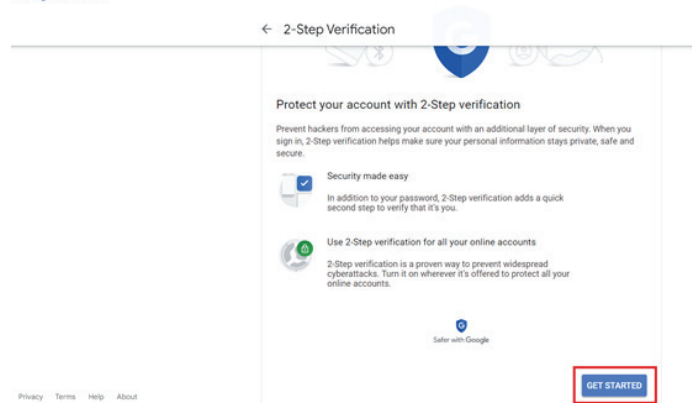 ← 2-Step Verification
Protect your account with 2-Step verification
Prevent hackers from accessing your account with an additional layer of security. When you
sign in, 2-Step verification helps make sure your personal information stays private, safe and
secure.
Security made easy
In addition to your password, 2-Step verification adds a quick
second step to verify that it's you.
Use 2-Step verification for all your online accounts
2-Step verification is a proven way to prevent widespread
cyberattacks. Turn it on wherever it's offered to protect all your
online accounts.
Safer with Google
GET STARTED
Privacy Terms Help About